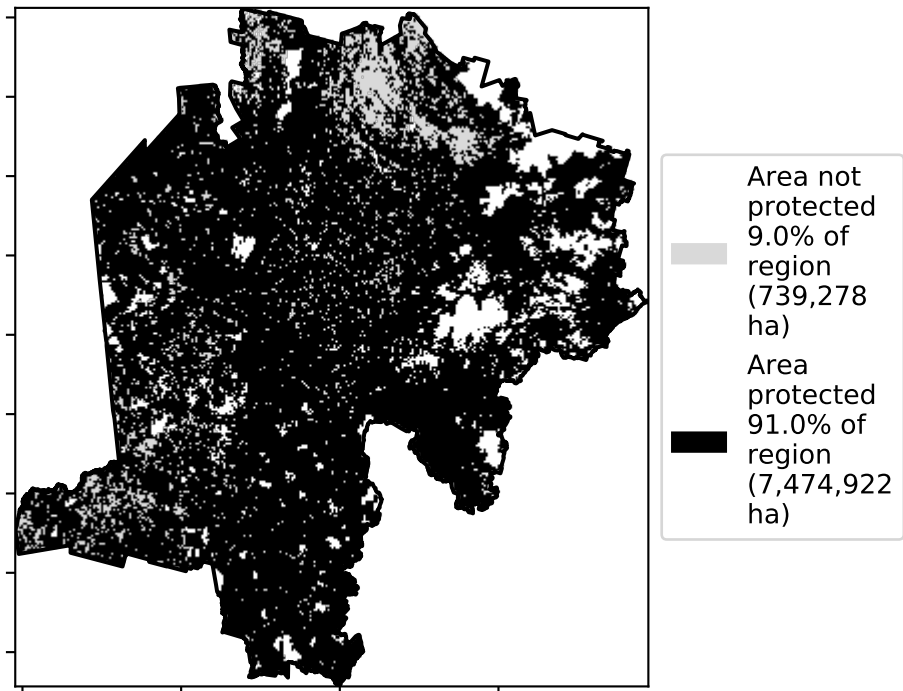 Area not
protected
9.0% of
region
(739,278
ha)
Area
protected
91.0% of
region
(7,474,922
ha)